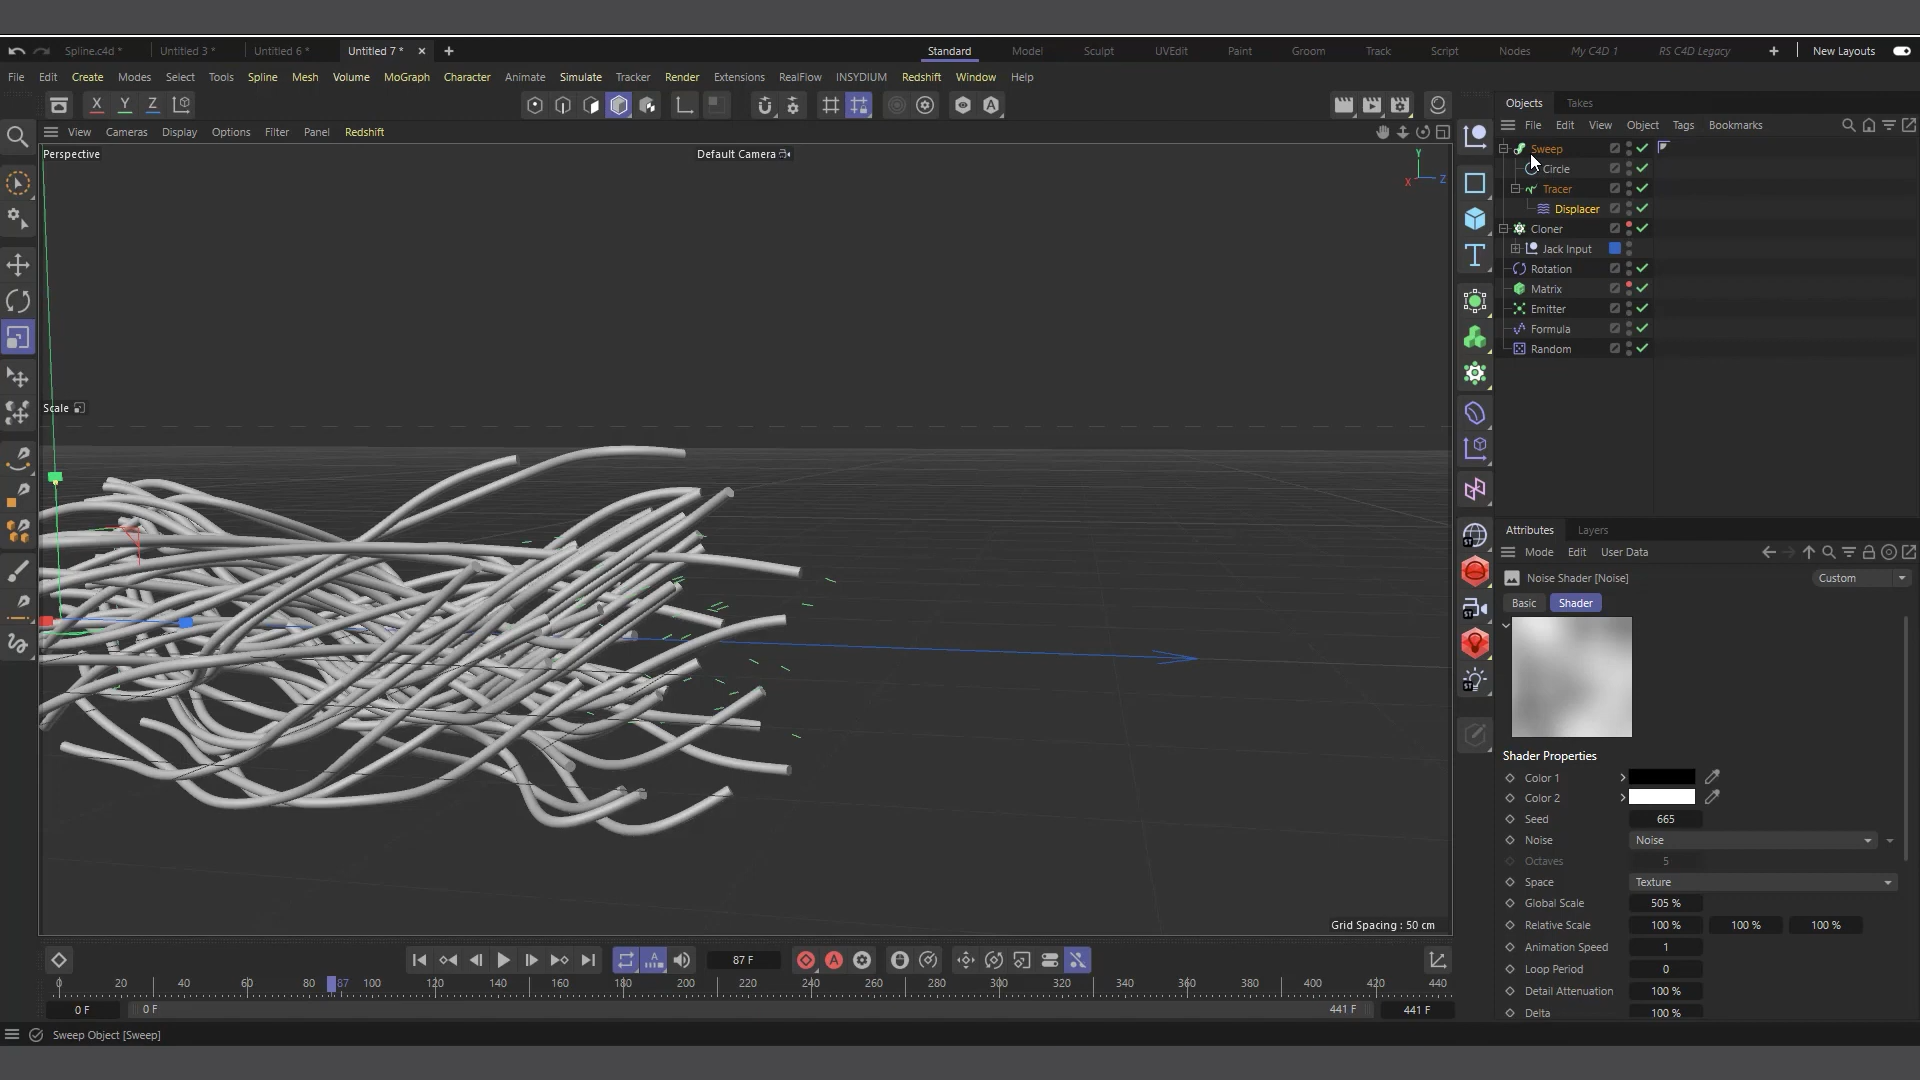 Spline.c4d * Untitled 3 * Untitled 6 * Untitled 7 * Standard Model Sculpt UVEdit Paint Groom Track Script Nodes My C4D 1 RS C4D Legacy New Layouts
File Edit Create Modes Select Tools Spline Mesh Volume MoGraph Character Animate Simulate Tracker Render Extensions RealFlow INSYDIUM Redshift Window Help
X Y Z
View Cameras Display Options Filter Panel Redshift
Perspective
Default Camera
Y
X Z
Scale
Grid Spacing : 50 cm
Objects Takes
File Edit View Object Tags Bookmarks
Sweep
Circle
Tracer
Displacer
Cloner
Jack Input
Rotation
Matrix
Emitter
Formula
Random
Attributes Layers
Mode Edit User Data
Noise Shader [Noise] Custom
Basic Shader
Shader Properties
Color 1
Color 2
Seed 665
Noise Noise
Octaves 5
Space Texture
Global Scale 505 %
Relative Scale 100 % 100 % 100 %
Animation Speed 1
Loop Period 0
Detail Attenuation 100 %
Delta 100 %
87 F
0 20 40 60 80 87 100 120 140 160 180 200 220 240 260 280 300 320 340 360 380 400 420 440
0 F 0 F 441 F 441 F
Sweep Object [Sweep]